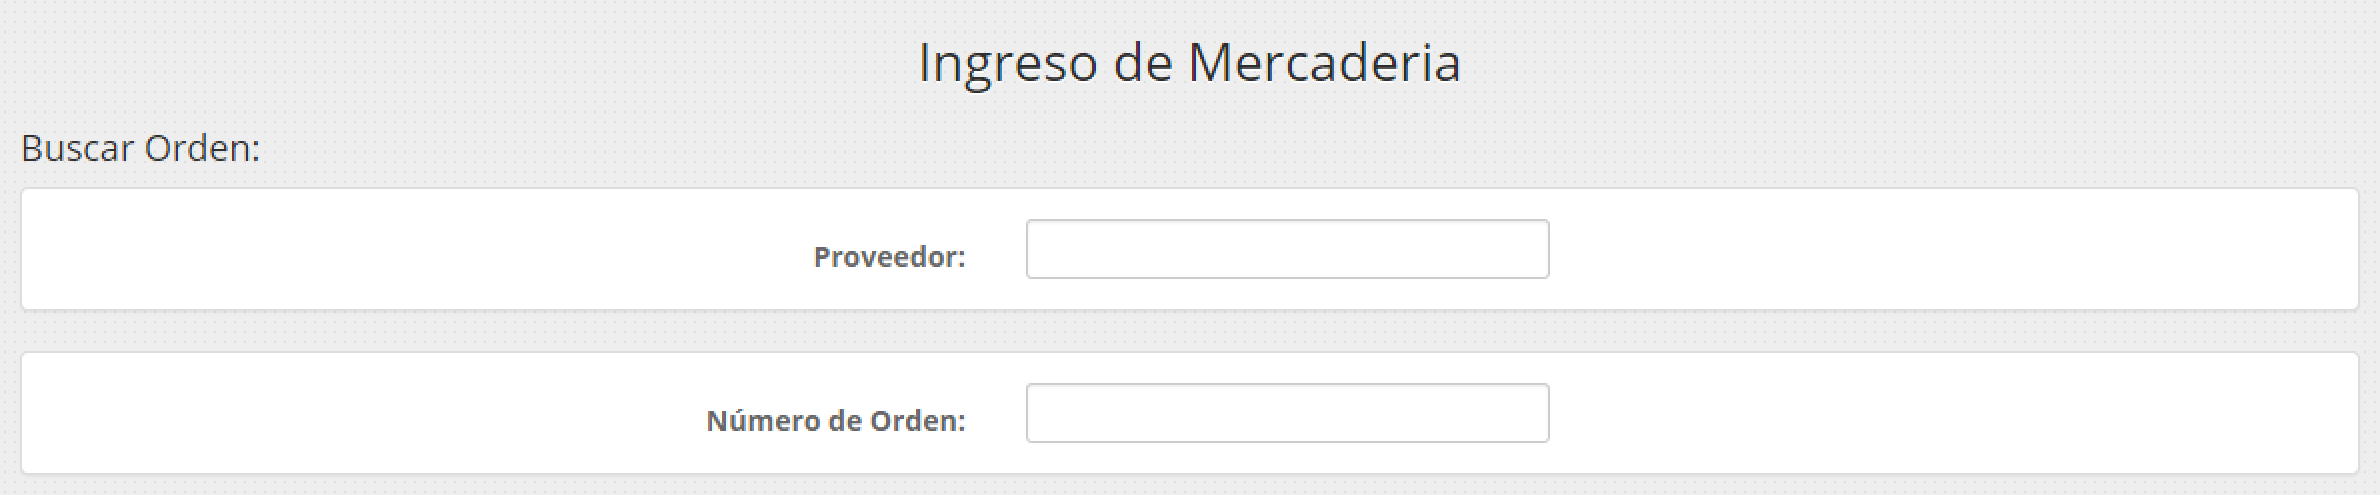 Ingreso de Mercaderia
Buscar Orden:
Proveedor:
Número de Orden: